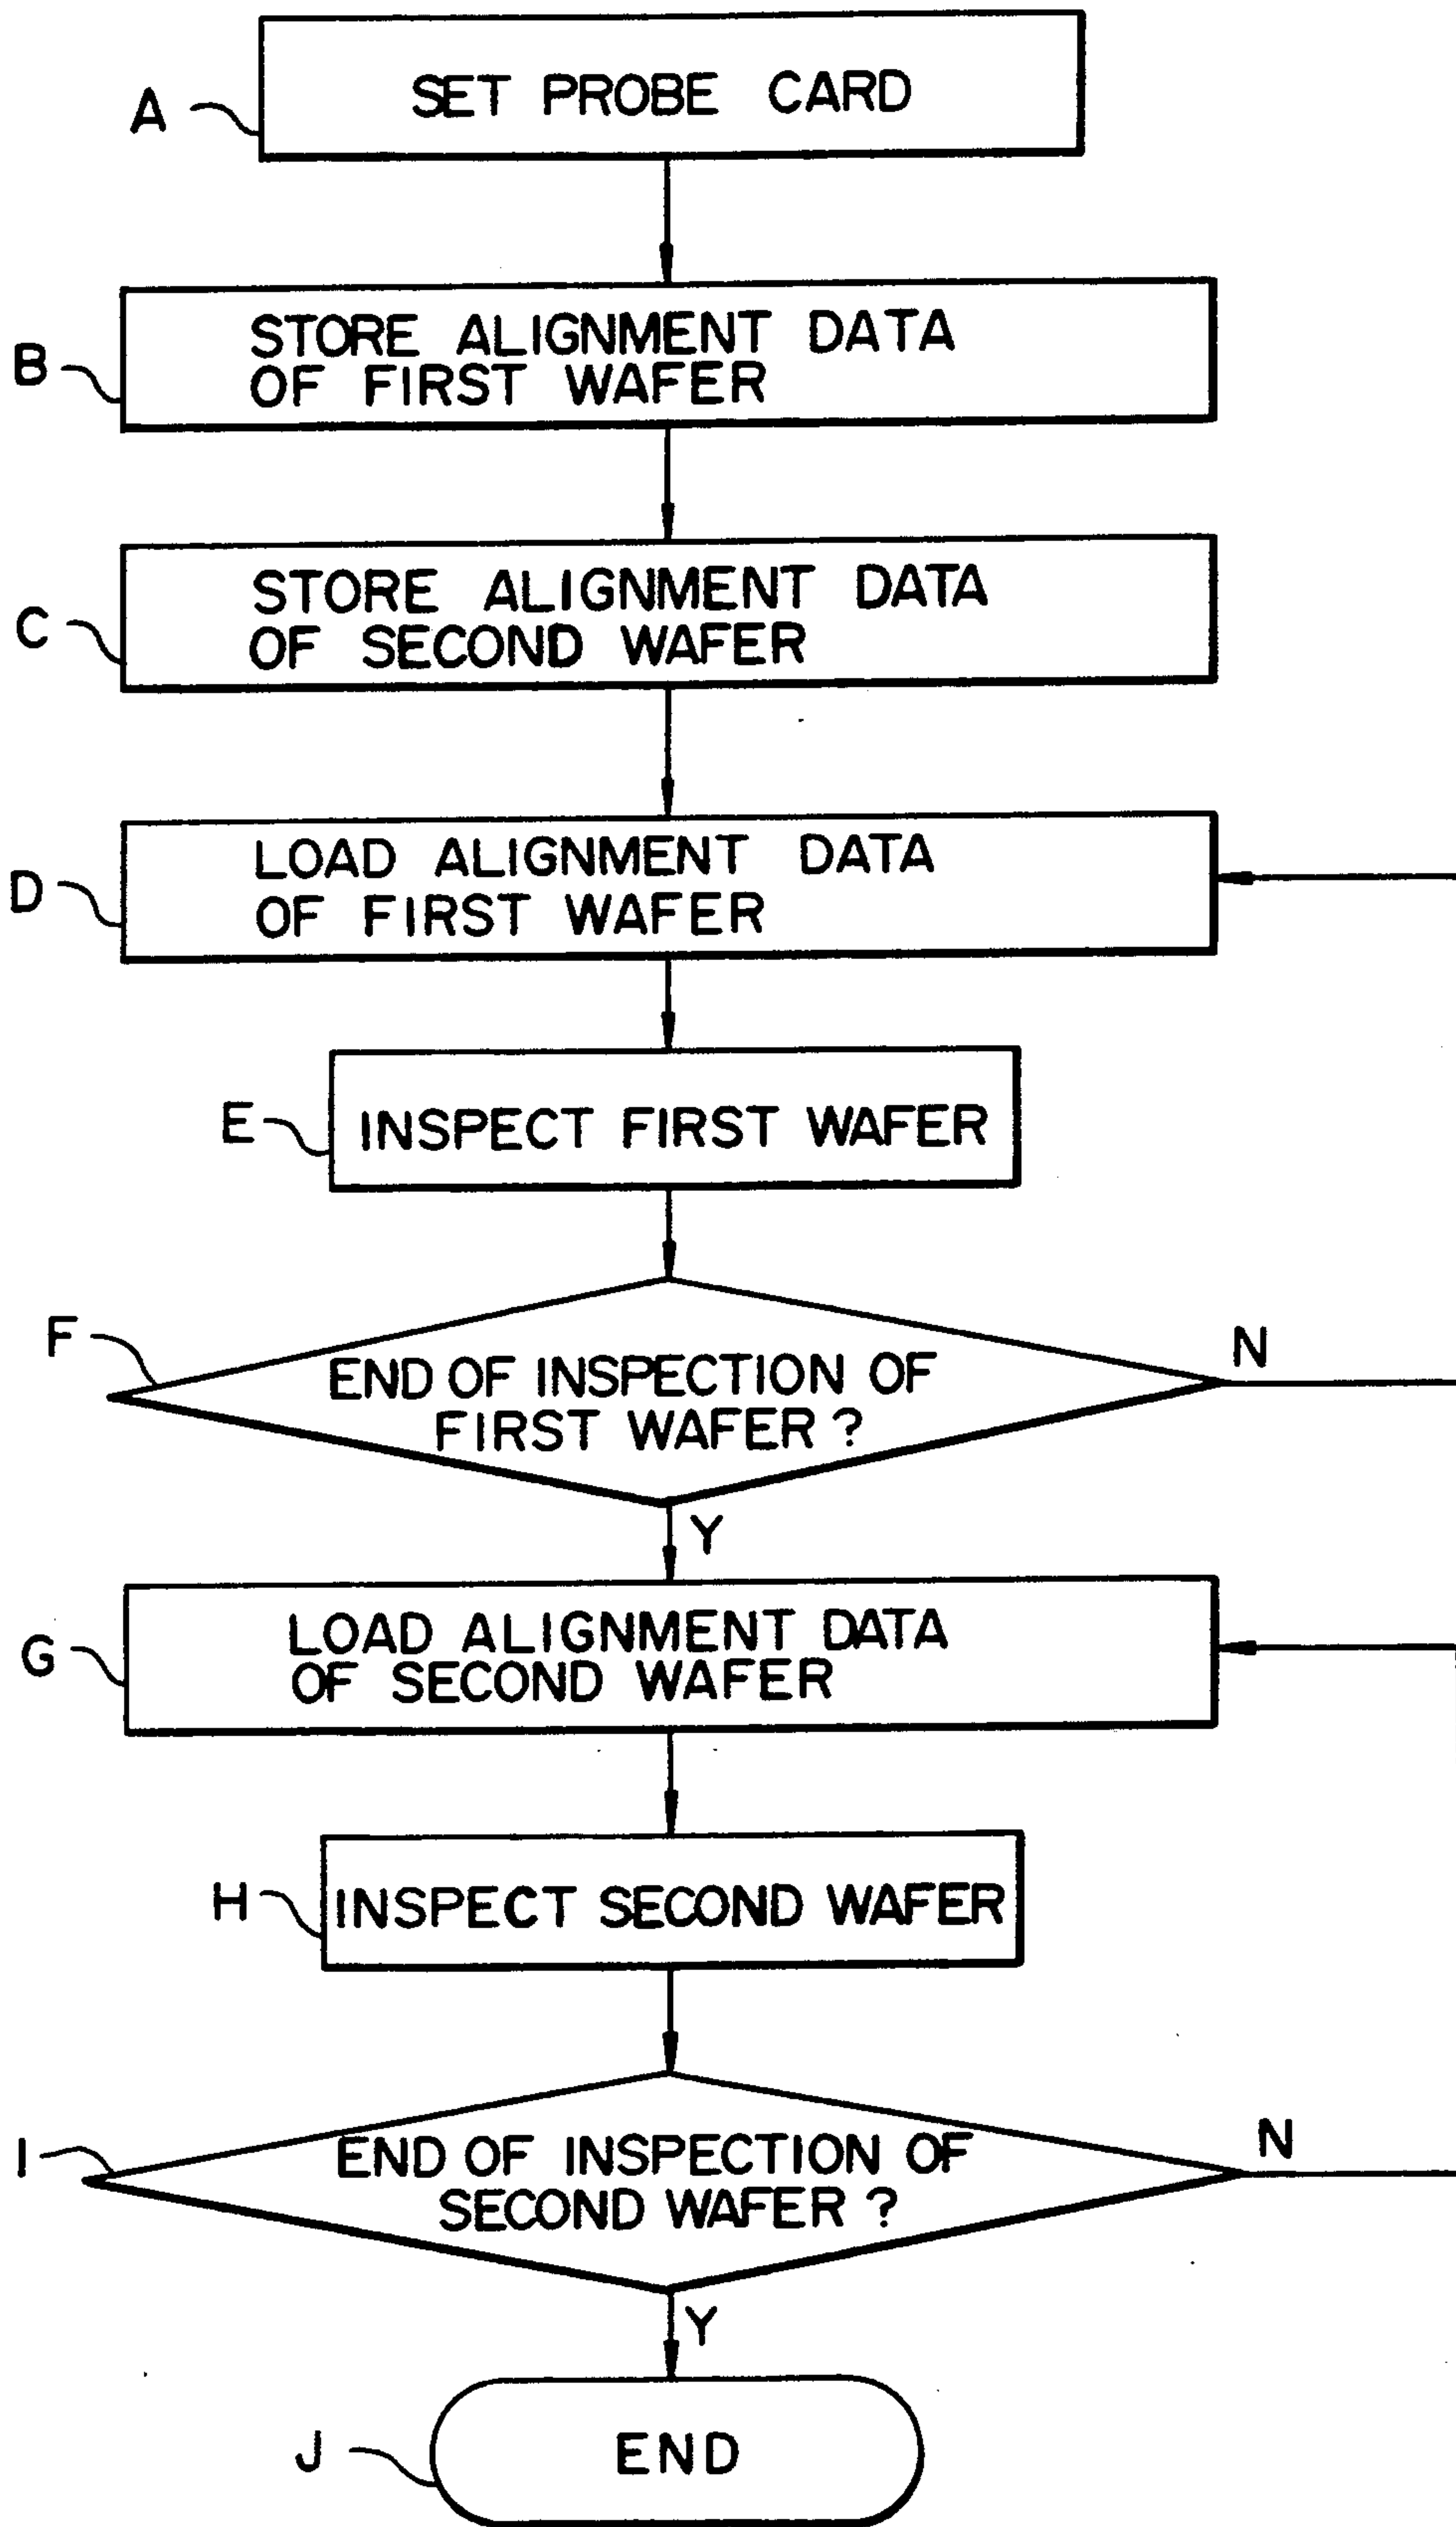 A
SET PROBE CARD
B
STORE ALIGNMENT DATA
OF FIRST WAFER
C
STORE ALIGNMENT DATA
OF SECOND WAFER
D
LOAD ALIGNMENT DATA
OF FIRST WAFER
E
INSPECT FIRST WAFER
F
END OF INSPECTION OF
FIRST WAFER ?
N
Y
G
LOAD ALIGNMENT DATA
OF SECOND WAFER
H
INSPECT SECOND WAFER
I
END OF INSPECTION OF
SECOND WAFER ?
N
Y
J
END